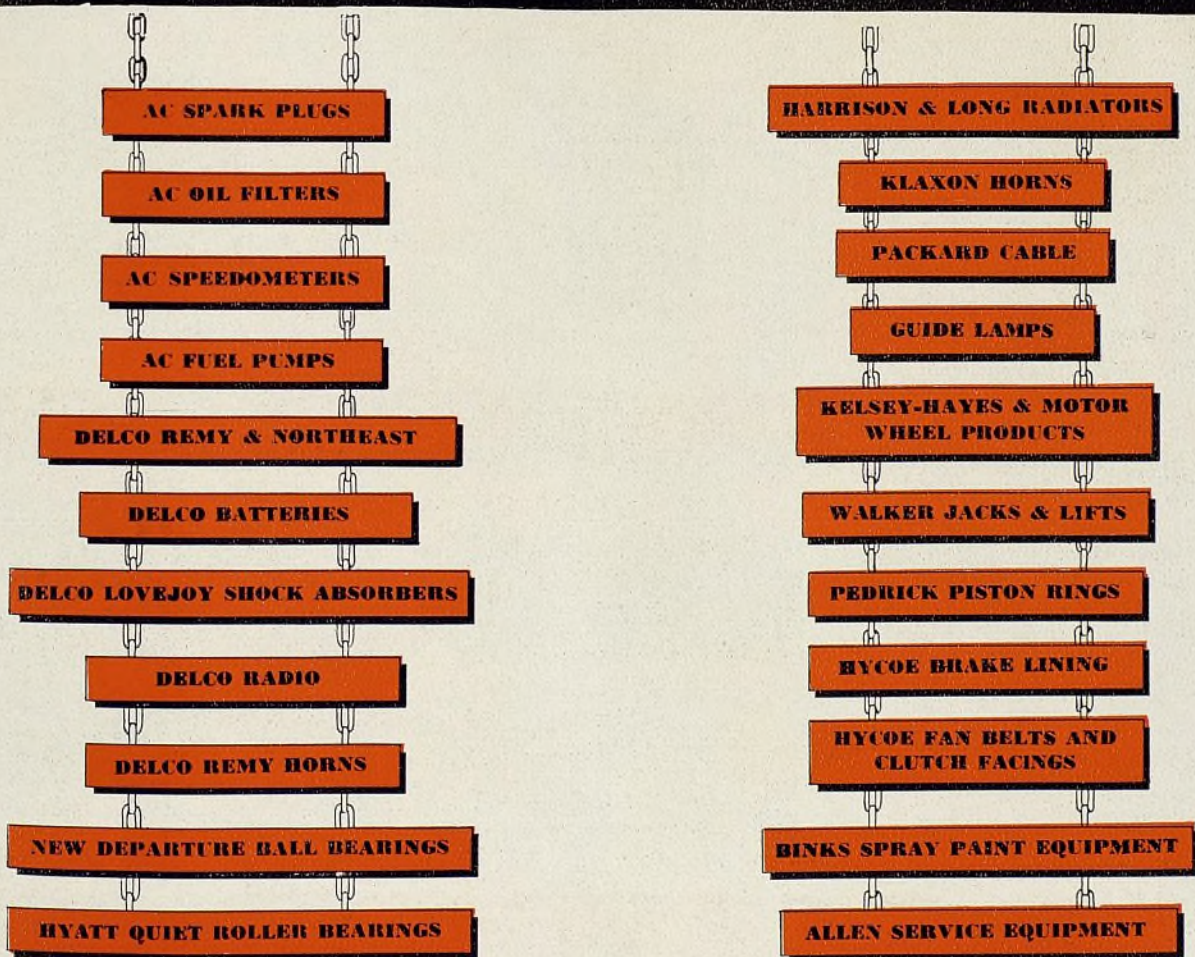 AC SPARK PLUGS
AC OIL FILTERS
AC SPEEDOMETERS
AC FUEL PUMPS
DELCO REMY & NORTHEAST
DELCO BATTERIES
DELCO LOVEJOY SHOCK ABSORBERS
DELCO RADIO
DELCO REMY HORNS
NEW DEPARTURE BALL BEARINGS
HYATT QUIET ROLLER BEARINGS
HARRISON & LONG RADIATORS
KLAXON HORNS
PACKARD CABLE
GUIDE LAMPS
KELSEY-HAYES & MOTOR
WHEEL PRODUCTS
WALKER JACKS & LIFTS
PEDRICK PISTON RINGS
HYCOE BRAKE LINING
HYCOE FAN BELTS AND
CLUTCH FACINGS
BINKS SPRAY PAINT EQUIPMENT
ALLEN SERVICE EQUIPMENT